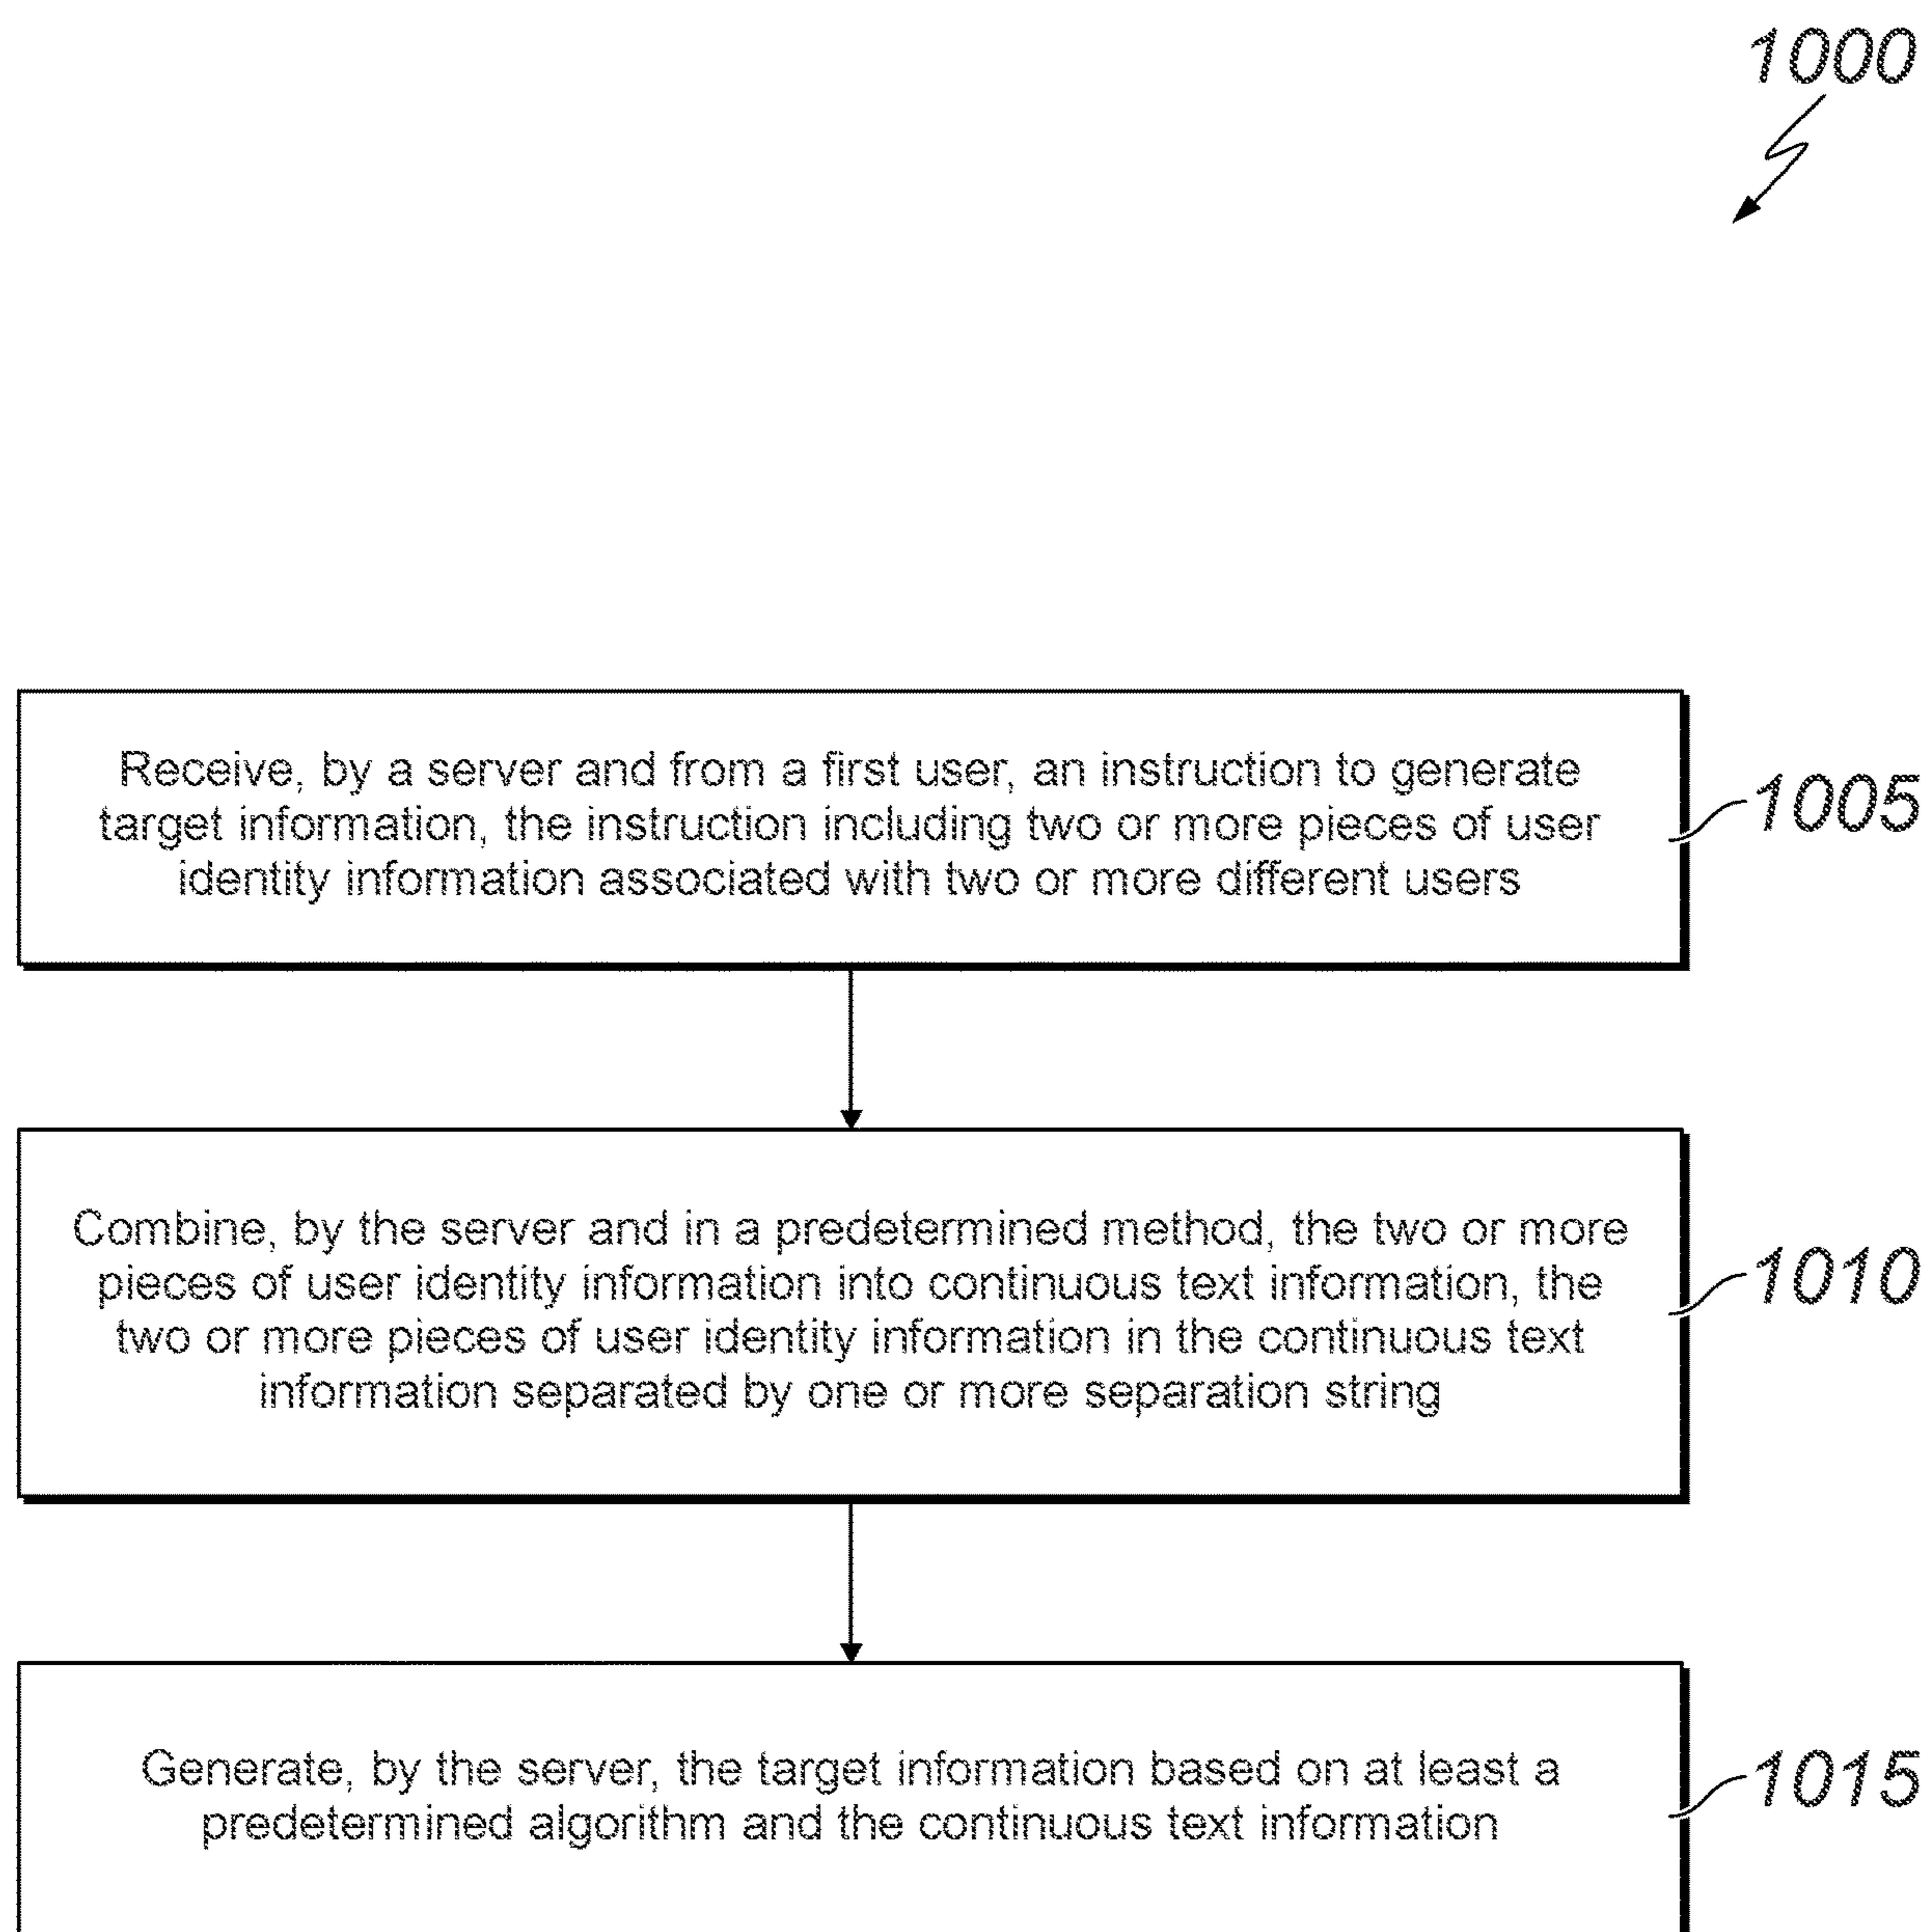 1000
Receive, by a server and from a first user, an instruction to generate
target information, the instruction including two or more pieces of user
identity information associated with two or more different users
1005
Combine, by the server and in a predetermined method, the two or more
pieces of user identity information into continuous text information, the
two or more pieces of user identity information in the continuous text
information separated by one or more separation string
1010
Generate, by the server, the target information based on at least a
predetermined algorithm and the continuous text information
1015